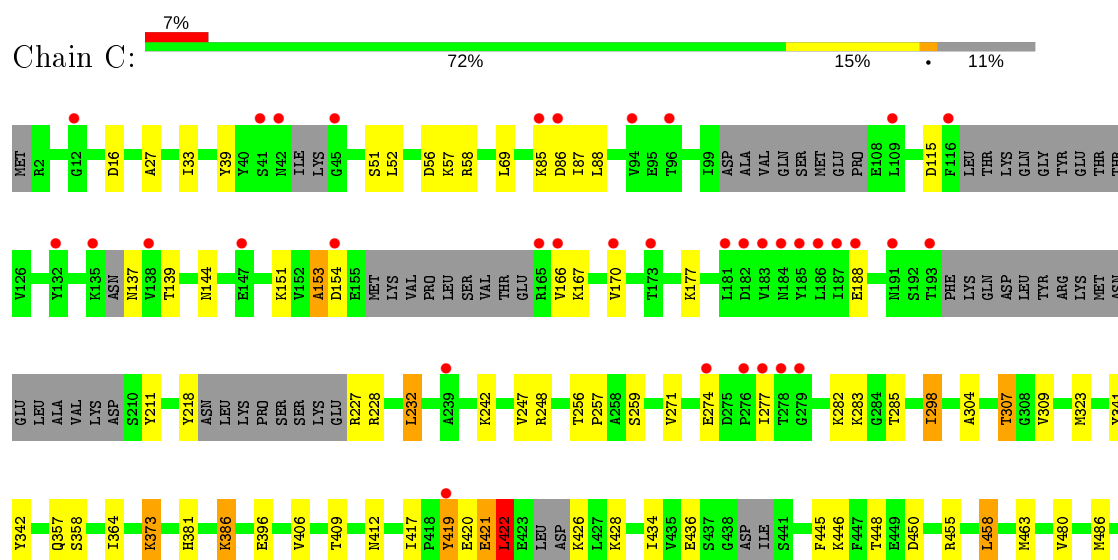 7%
Chain C:
72% 15% • 11%
MET R2 G12 D16 A27 I33 Y39 Y40 S41 N42 ILE LYS G45 S51 L52 D56 K57 R58 L69 K85 D86 I87 L88 V94 E95 T96 I99 ASP ALA VAL GLN SER MET GLU PRO E108 L109 D115 F116 LEU THR LYS GLN GLY TYR GLU THR THR
V126 Y132 K135 ASN N137 V138 T139 N144 E147 K151 V152 A153 D154 E155 MET LYS VAL PRO LEU SER VAL THR GLU R165 V166 K167 V170 T173 K177 L181 D182 V183 N184 Y185 L186 I187 E188 N191 S192 T193 PHE LYS GLN ASP LEU TYR ARG LYS MET ASN
GLU LEU ALA VAL LYS ASP S210 Y211 Y218 ASN LEU LYS PRO SER SER LYS GLU R227 R228 L232 A239 K242 V247 R248 T256 P257 A258 S259 V271 E274 D275 P276 I277 T278 G279 K282 K283 G284 T285 I298 A304 T307 G308 V309 M323 Y341
Y342 Q357 S358 I364 K373 H381 K386 E396 V406 T409 N412 I417 P418 Y419 E420 E421 L422 E423 LEU ASP K426 L427 K428 I434 V435 E436 S437 G438 ASP ILE S441 F445 K446 F447 T448 E449 D450 R455 L458 M463 V480 M486